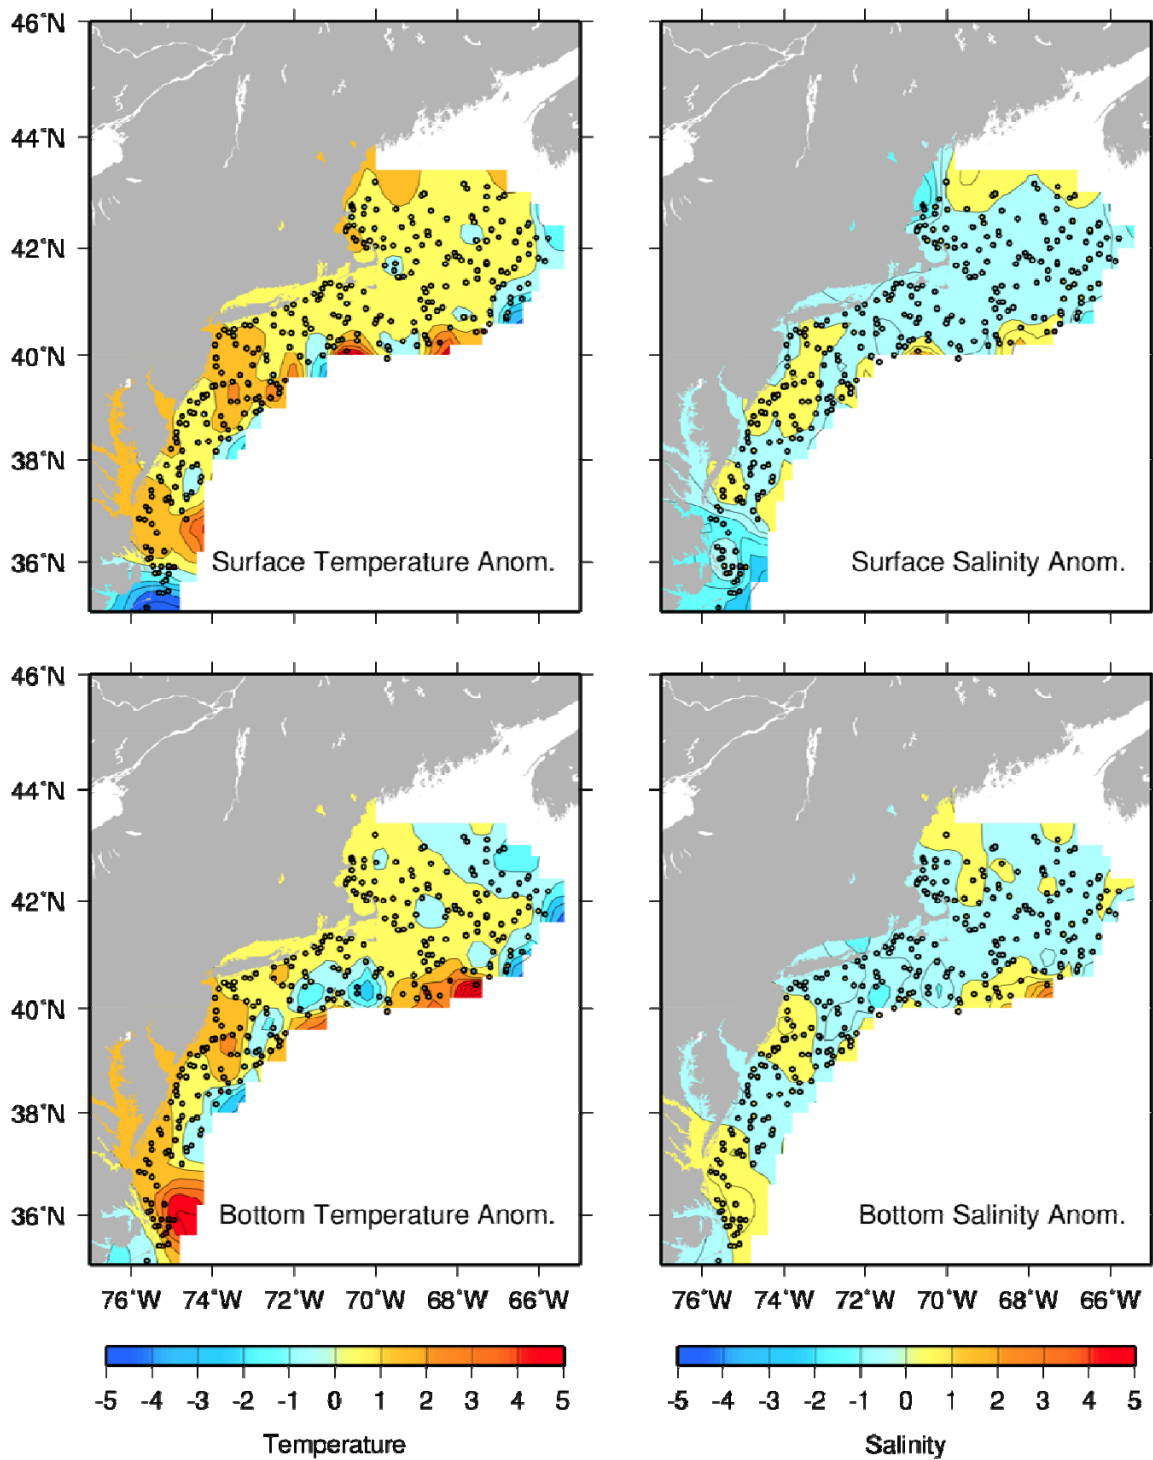 46°N
44°N
42°N
40°N
38°N
36°N
Surface Temperature Anom.
Surface Salinity Anom.
46°N
44°N
42°N
40°N
38°N
36°N
Bottom Temperature Anom.
Bottom Salinity Anom.
76°W 74°W 72°W 70°W 68°W 66°W
76°W 74°W 72°W 70°W 68°W 66°W
-5 -4 -3 -2 -1 0 1 2 3 4 5
-5 -4 -3 -2 -1 0 1 2 3 4 5
Temperature
Salinity